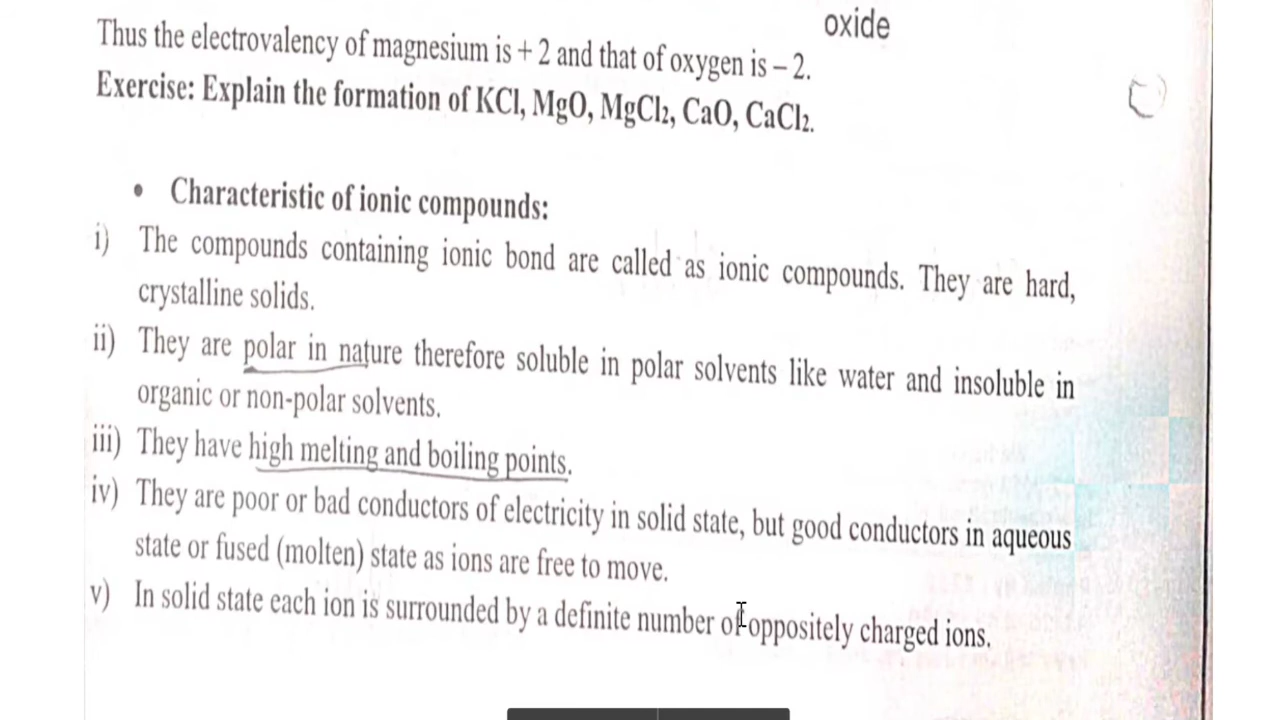 oxide
Thus the electrovalency of magnesium is + 2 and that of oxygen is – 2.
Exercise: Explain the formation of KCl, MgO, MgCl₂, CaO, CaCl₂.
• Characteristic of ionic compounds:
i) The compounds containing ionic bond are called as ionic compounds. They are hard,
crystalline solids.
ii) They are polar in nature therefore soluble in polar solvents like water and insoluble in
organic or non-polar solvents.
iii) They have high melting and boiling points.
iv) They are poor or bad conductors of electricity in solid state, but good conductors in aqueous
state or fused (molten) state as ions are free to move.
v) In solid state each ion is surrounded by a definite number of oppositely charged ions.